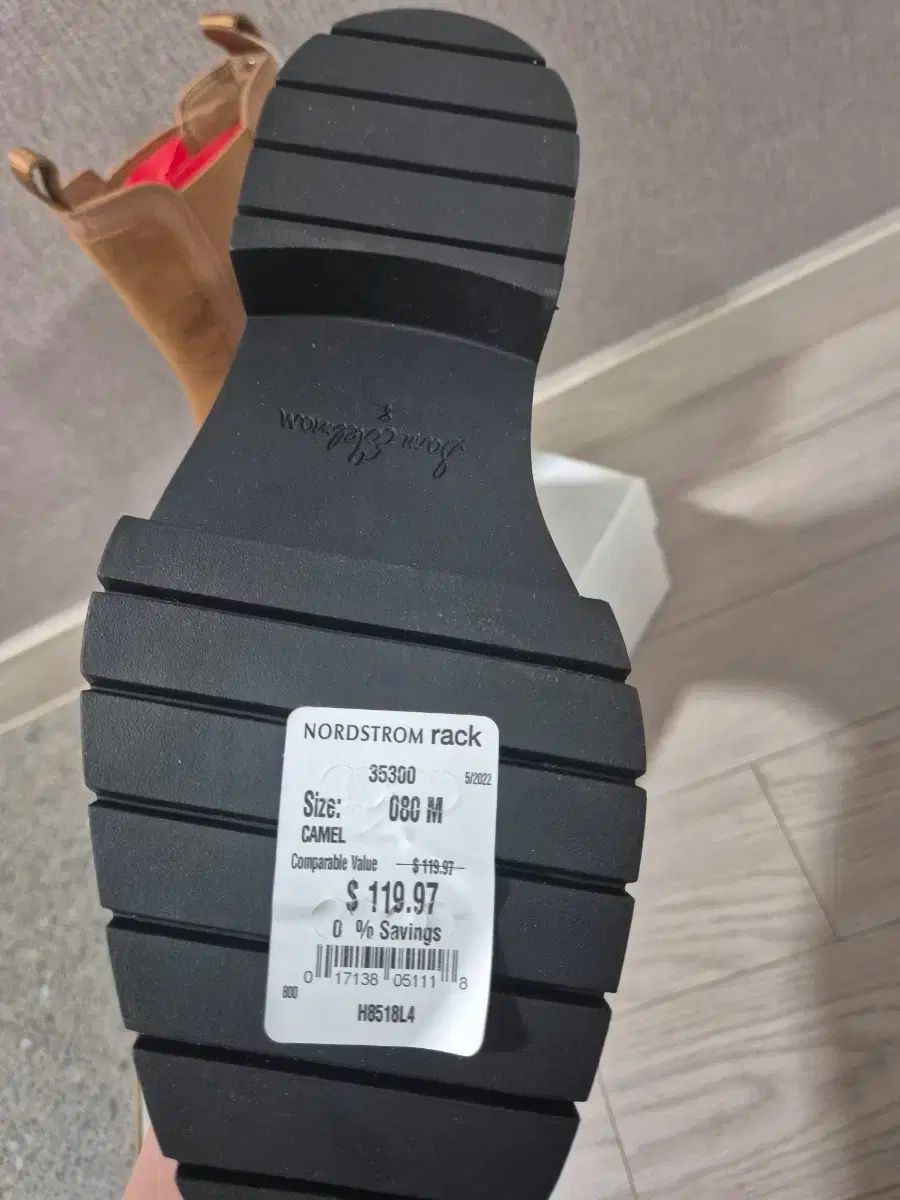 Sam Edelman
8
NORDSTROM rack
35300
5/2022
Size: 080 M
CAMEL
Comparable Value $119.97
$ 119.97
0 % Savings
0 17138 05111 8
800
H8518L4